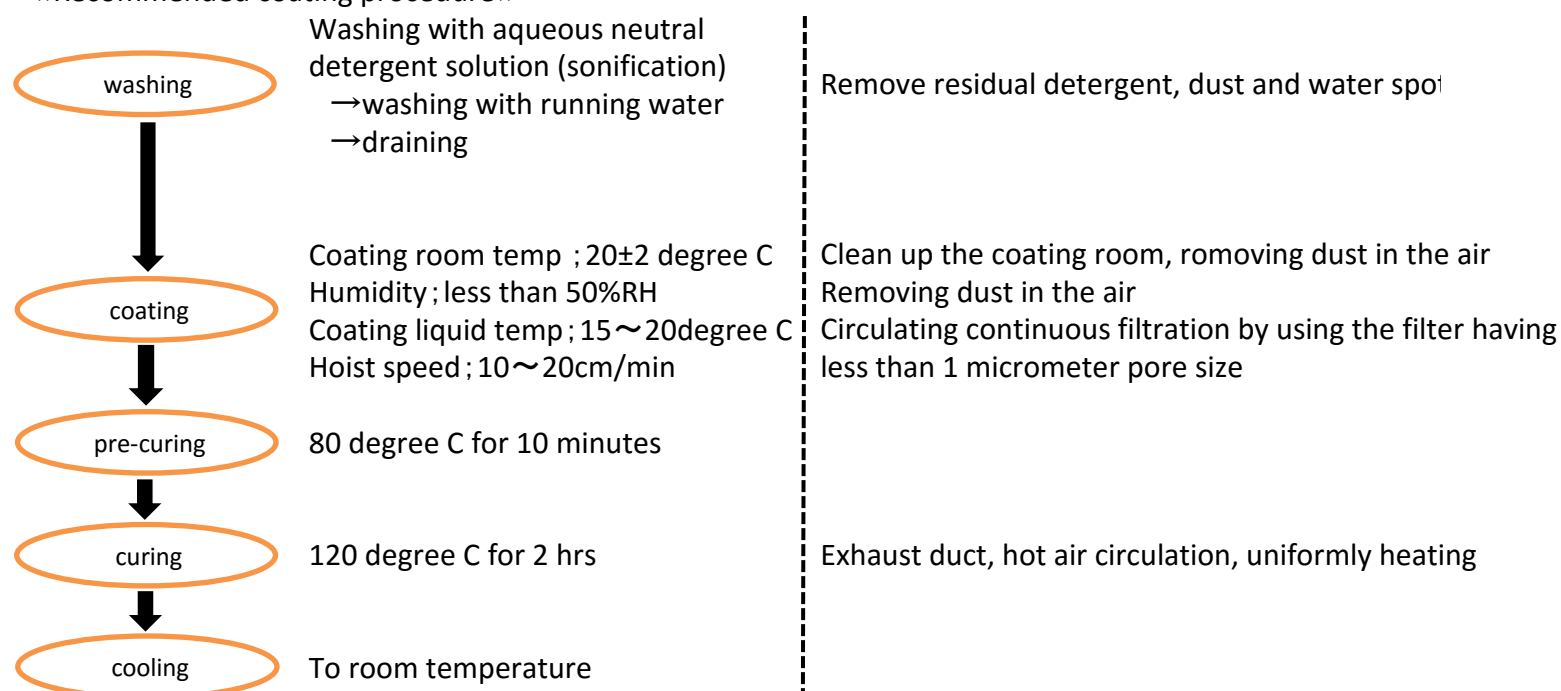 washing
Washing with aqueous neutral
detergent solution (sonification)
→washing with running water
→draining
Remove residual detergent, dust and water
coating
Coating room temp ; 20±2 degree C
Humidity ; less than 50%RH
Coating liquid temp ; 15～20degree C
Hoist speed ; 10～20cm/min
Clean up the coating room, romoving dust in the air
Removing dust in the air
Circulating continuous filtration by using the filter having
less than 1 micrometer pore size
pre-curing
80 degree C for 10 minutes
curing
120 degree C for 2 hrs
Exhaust duct, hot air circulation, uniformly heating
cooling
To room temperature